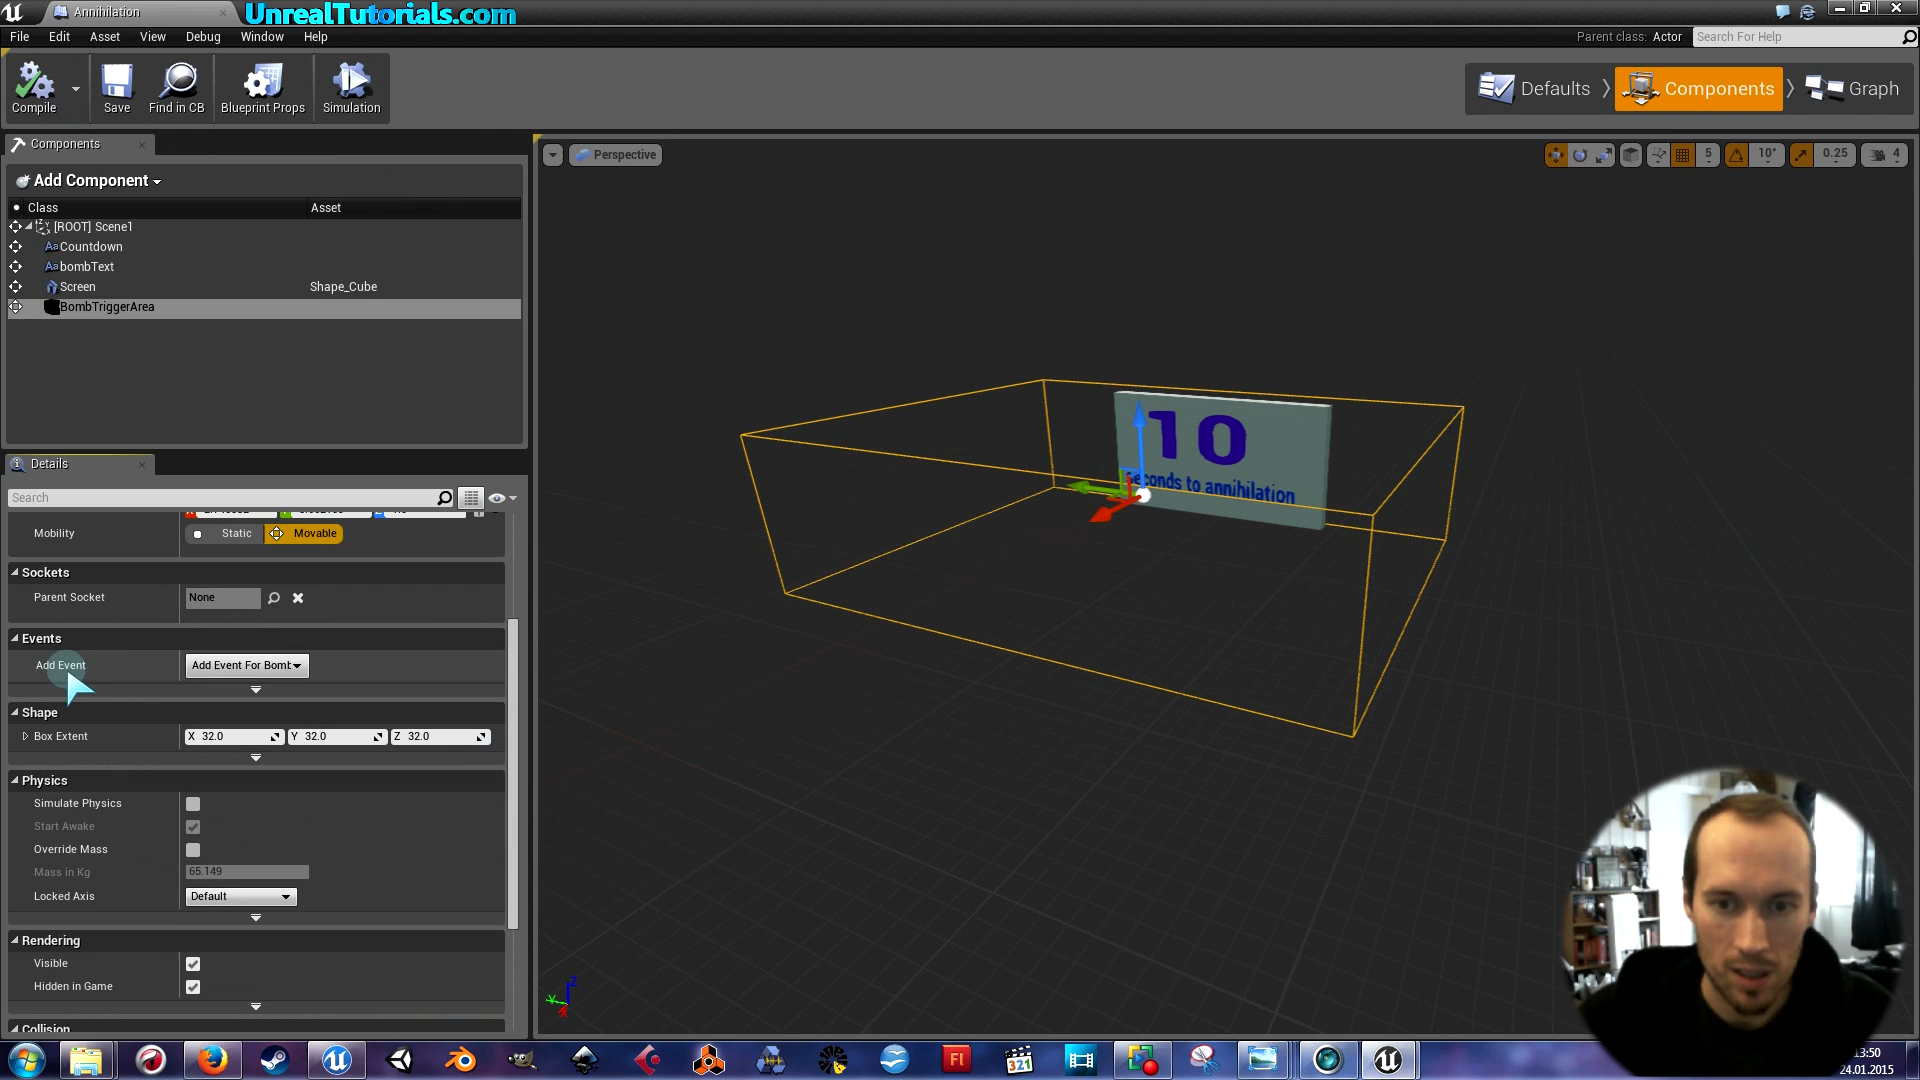 Annihilation
UnrealTutorials.com
File Edit Asset View Debug Window Help
Parent class: Actor
Search For Help
Compile
Save
Find in CB
Blueprint Props
Simulation
Defaults
Components
Graph
Components
Add Component
Class
Asset
[ROOT] Scene1
Countdown
bombText
Screen
Shape_Cube
BombTriggerArea
Perspective
5
10°
0.25
4
10
Seconds to annihilation
Details
Search
Mobility
Static
Movable
Sockets
Parent Socket
None
Events
Add Event
Add Event For Bomb
Shape
Box Extent
X 32.0
Y 32.0
Z 32.0
Physics
Simulate Physics
Start Awake
Override Mass
Mass in Kg
65.149
Locked Axis
Default
Rendering
Visible
Hidden in Game
Collision
Z
Y
X
Fl
321
13:50
24.01.2015